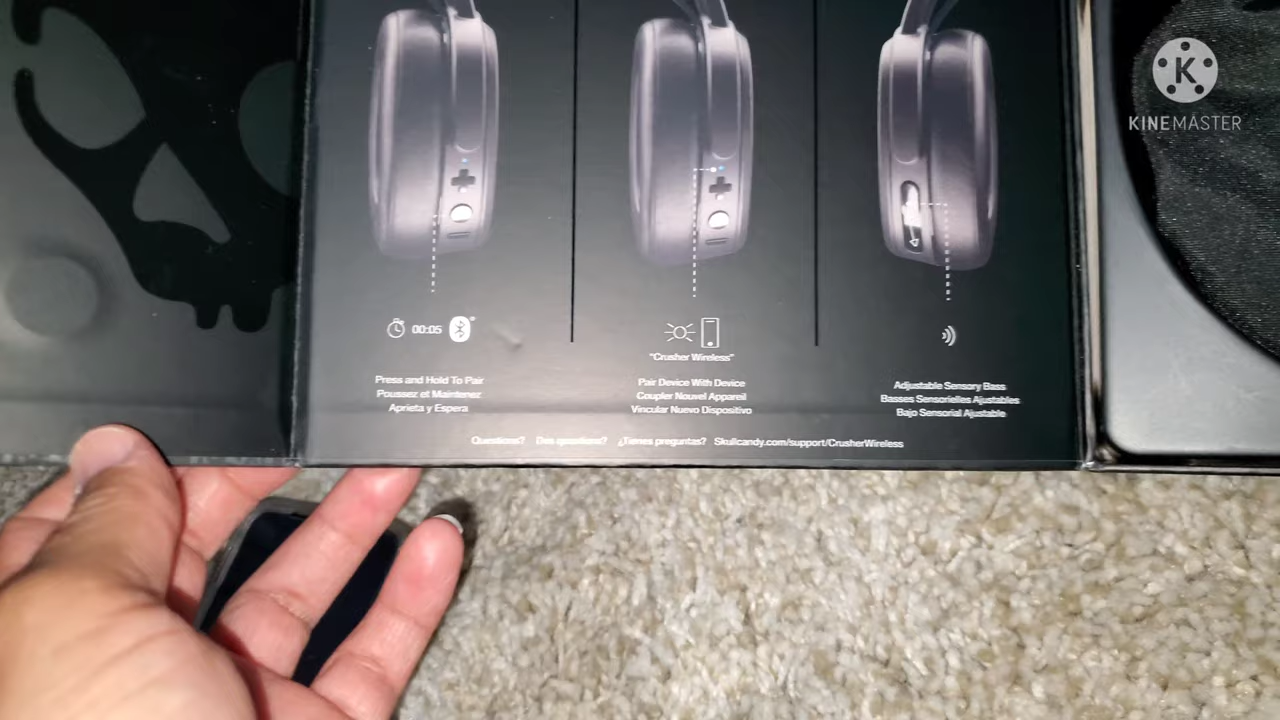 K
KINEMASTER
00:05
"Crusher Wireless"
Press and Hold To Pair
Poussez et Maintenez
Aprieta y Espera
Pair Device With Device
Coupler Nouvel Appareil
Vincular Nuevo Dispositivo
Adjustable Sensory Bass
Basses Sensorielles Ajustables
Bajo Sensorial Ajustable
Questions? Des questions? ¿Tienes preguntas? Skullcandy.com/support/CrusherWireless